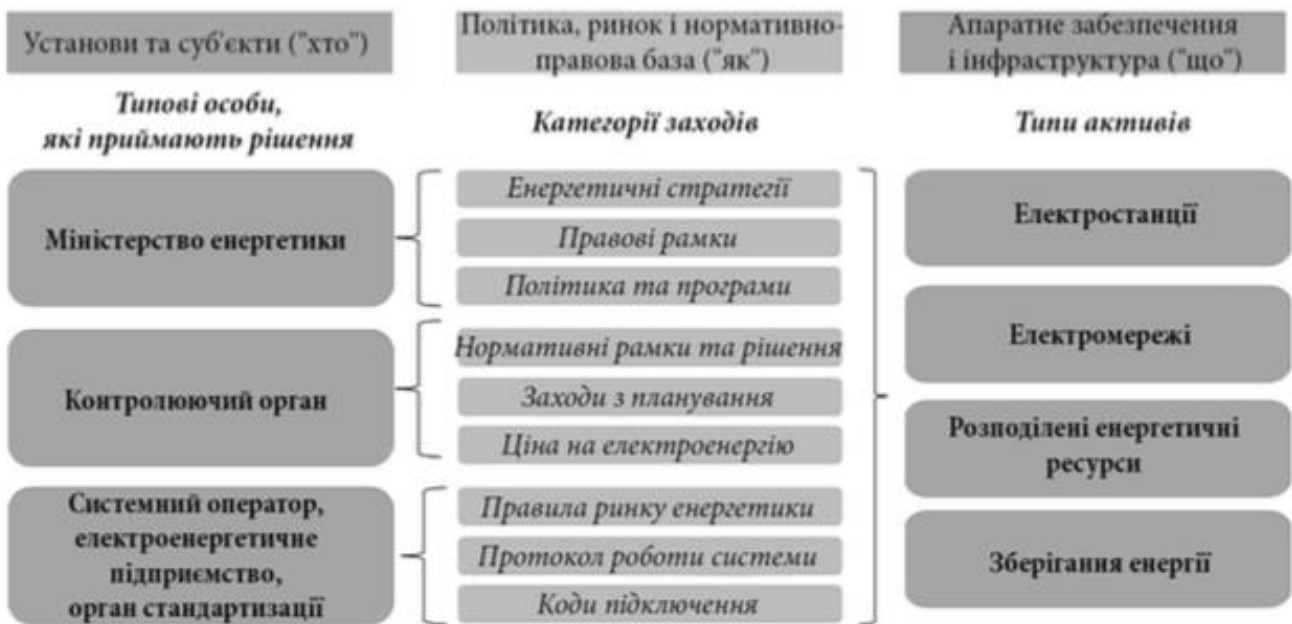 Установи та суб'єкти ("хто")
Політика, ринок і нормативно-
правова база ("як")
Апаратне забезпечення
і інфраструктура ("що")
Типові особи,
які приймають рішення
Категорії заходів
Типи активів
Міністерство енергетики
Енергетичні стратегії
Правові рамки
Політика та програми
Контролюючий орган
Нормативні рамки та рішення
Заходи з планування
Ціна на електроенергію
Системний оператор,
електроенергетичне
підприємство,
орган стандартизації
Правила ринку енергетики
Протокол роботи системи
Коди підключення
Електростанції
Електромережі
Розподілені енергетичні
ресурси
Зберігання енергії